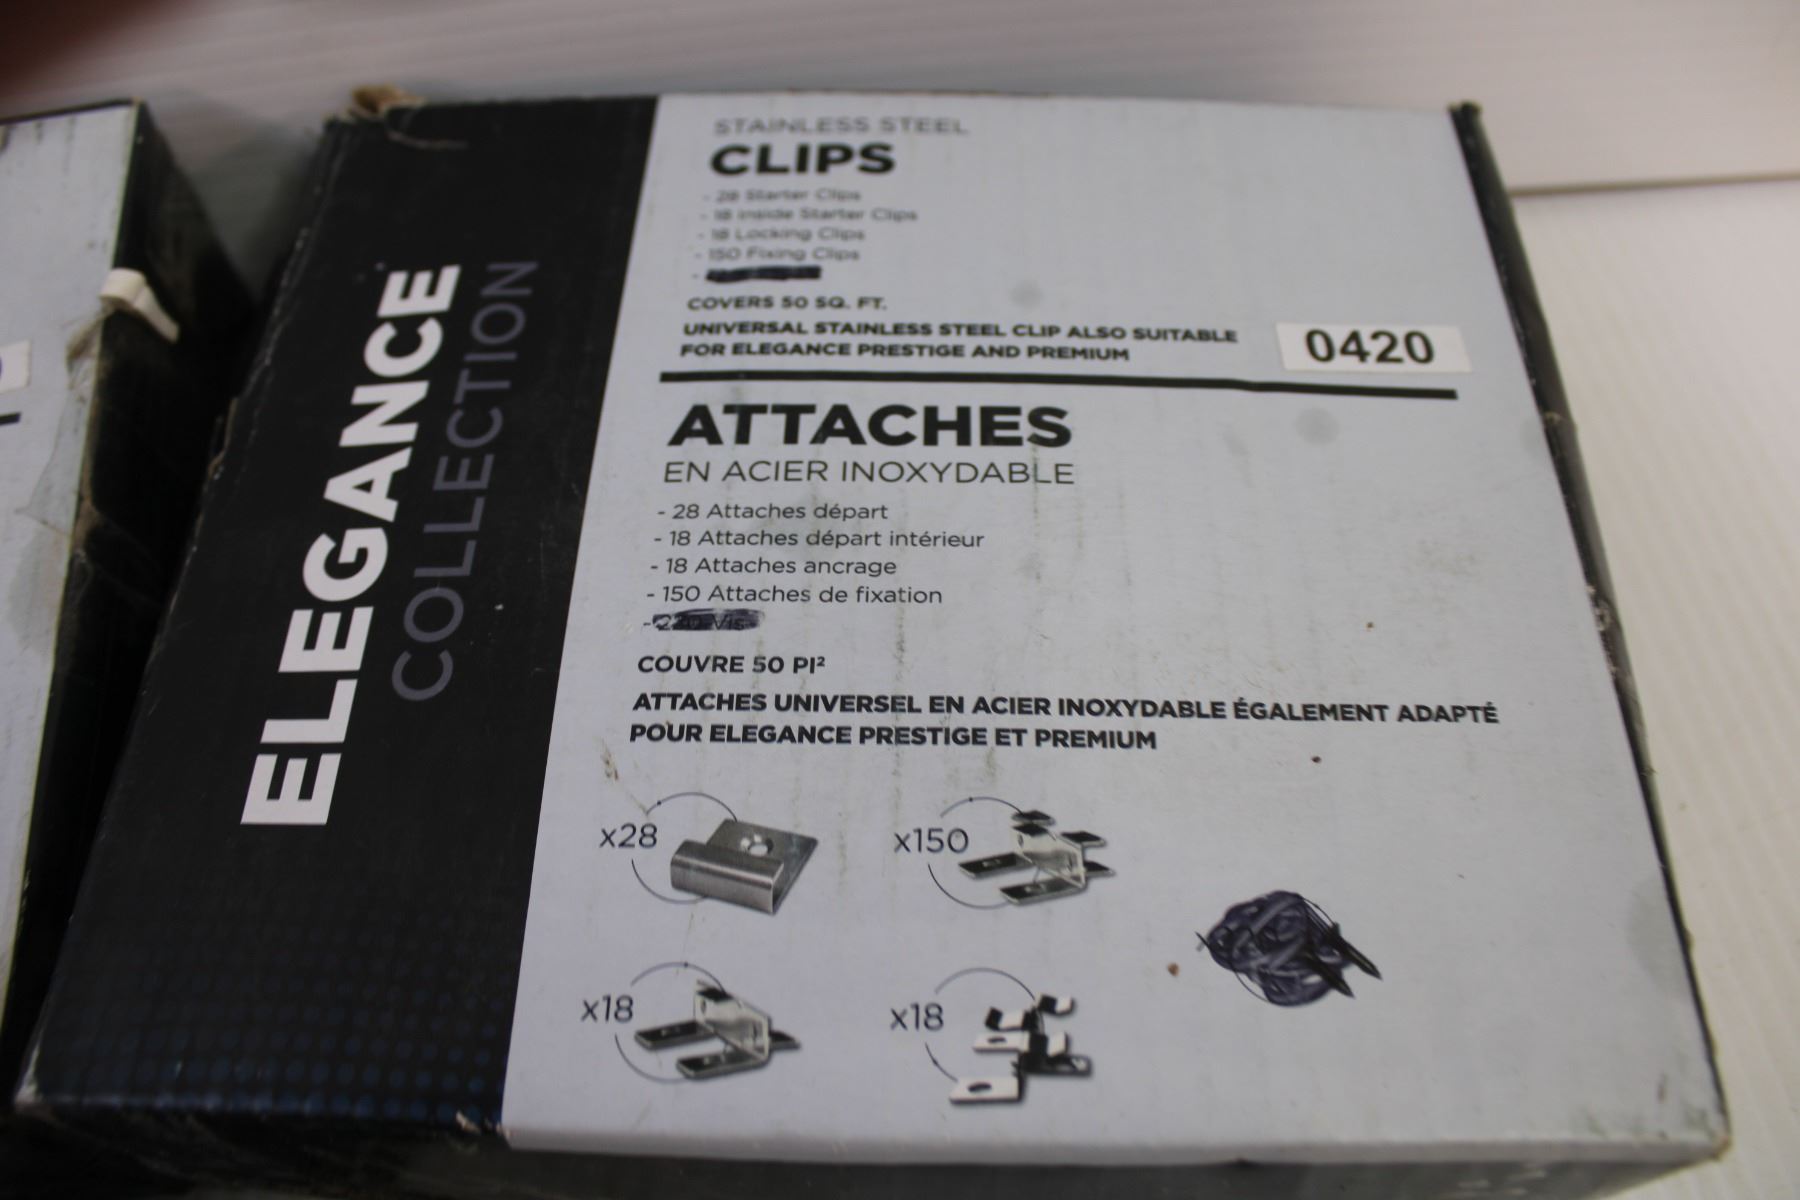 ELEGANCE
COLLECTION
STAINLESS STEEL
CLIPS
- 28 Starter Clips
- 18 Inside Starter Clips
- 18 Locking Clips
- 150 Fixing Clips
-
COVERS 50 SQ. FT.
UNIVERSAL STAINLESS STEEL CLIP ALSO SUITABLE
FOR ELEGANCE PRESTIGE AND PREMIUM
0420
ATTACHES
EN ACIER INOXYDABLE
- 28 Attaches départ
- 18 Attaches départ intérieur
- 18 Attaches ancrage
- 150 Attaches de fixation
- Vis
COUVRE 50 PI²
ATTACHES UNIVERSEL EN ACIER INOXYDABLE ÉGALEMENT ADAPTÉ
POUR ELEGANCE PRESTIGE ET PREMIUM
x28
x150
x18
x18